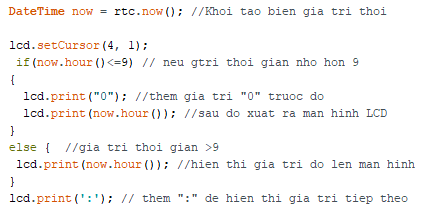 DateTime now = rtc.now(); //Khoi tao bien gia tri thoi
lcd.setCursor(4, 1);
if(now.hour()<=9) // neu gtri thoi gian nho hon 9
{
lcd.print("0"); //them gia tri "0" truoc do
lcd.print(now.hour()); //sau do xuat ra man hinh LCD
}
else { //gia tri thoi gian >9
lcd.print(now.hour()); //hien thi gia tri do len man hinh
}
lcd.print(':'); // them ":" de hien thi gia tri tiep theo